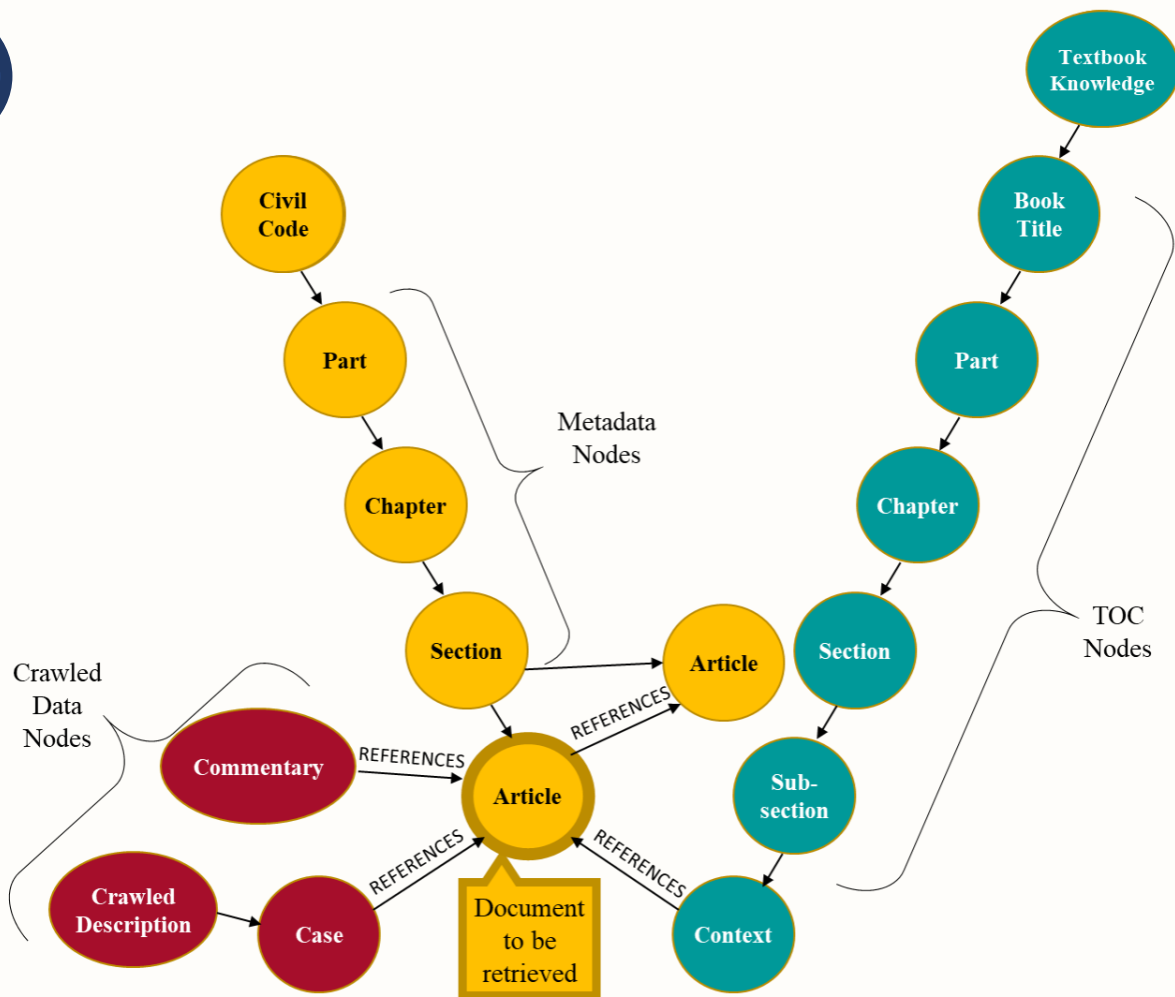 Textbook
Knowledge
Civil
Code
Book
Title
Part
Part
Metadata
Nodes
Chapter
Chapter
Section
Article
Section
TOC
Nodes
Crawled
Data
Nodes
REFERENCES
Commentary
REFERENCES
Article
Sub-
section
REFERENCES
REFERENCES
Crawled
Description
Case
Document
to be
retrieved
Context